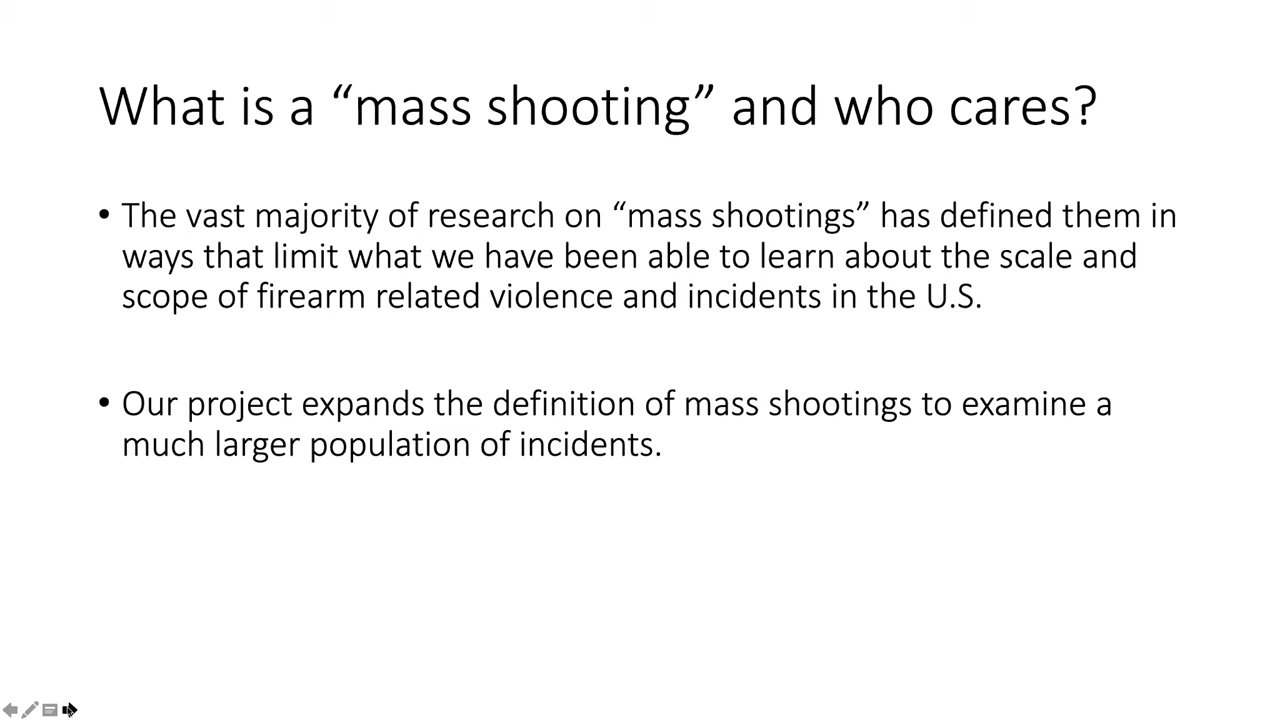 What is a “mass shooting” and who cares?
• The vast majority of research on “mass shootings” has defined them in
ways that limit what we have been able to learn about the scale and
scope of firearm related violence and incidents in the U.S.
• Our project expands the definition of mass shootings to examine a
much larger population of incidents.